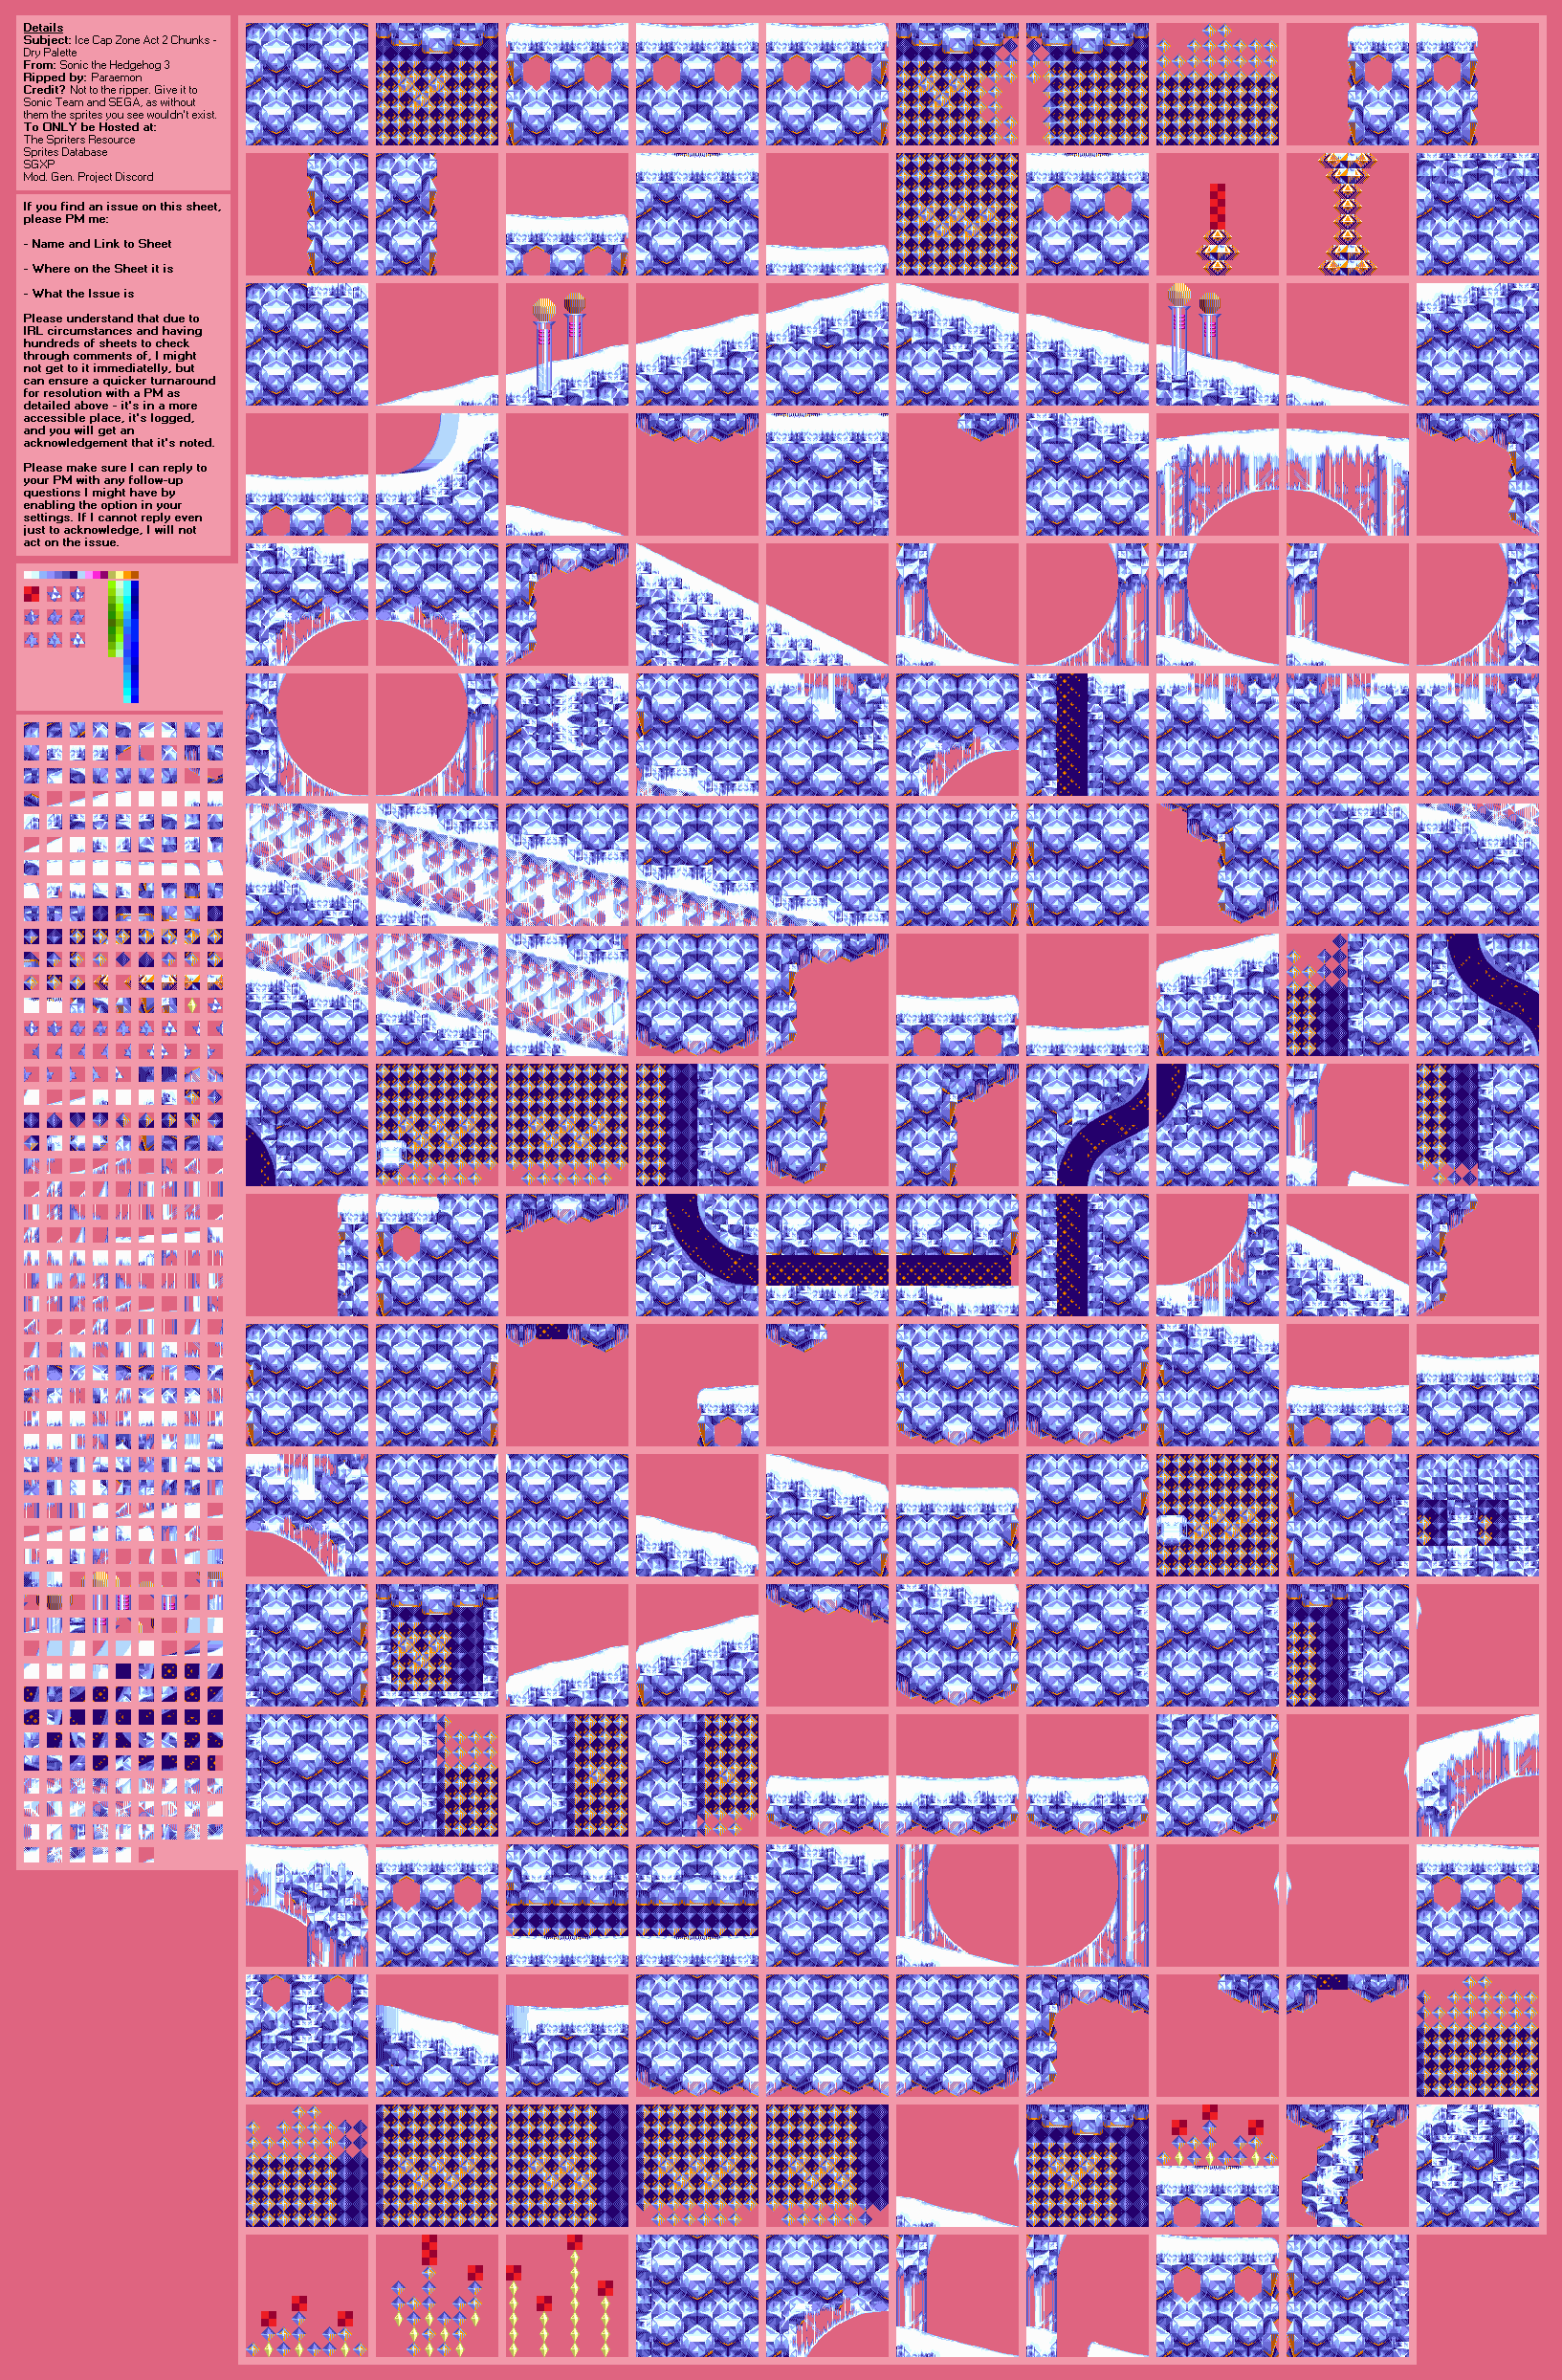 Details
Subject: Ice Cap Zone Act 2 Chunks -
Dry Palette
From: Sonic the Hedgehog 3
Ripped by: Paraemon
Credit? Not to the ripper. Give it to
Sonic Team and SEGA, as without
them the sprites you see wouldn't exist.
To ONLY be Hosted at:
The Spriters Resource
Sprites Database
SGXP
Mod. Gen. Project Discord
If you find an issue on this sheet,
please PM me:
- Name and Link to Sheet
- Where on the Sheet it is
- What the Issue is
Please understand that due to
IRL circumstances and having
hundreds of sheets to check
through comments of, I might
not get to it immediatelly, but
can ensure a quicker turnaround
for resolution with a PM as
detailed above - it's in a more
accessible place, it's logged,
and you will get an
acknowledgement that it's noted.
Please make sure I can reply to
your PM with any follow-up
questions I might have by
enabling the option in your
settings. If I cannot reply even
just to acknowledge, I will not
act on the issue.